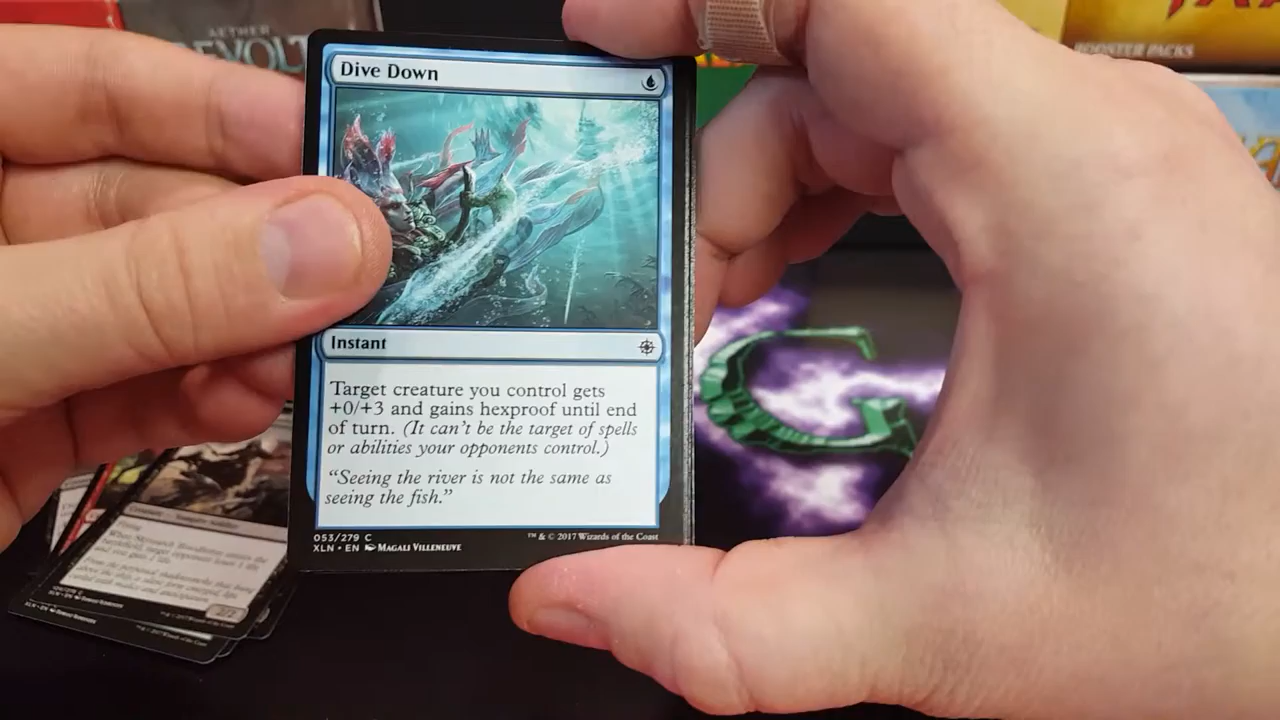 AETHER
REVOLT
BOOSTER PACKS
Dive Down
Instant
Target creature you control gets
+0/+3 and gains hexproof until end
of turn. (It can't be the target of spells
or abilities your opponents control.)
"Seeing the river is not the same as
seeing the fish."
053/279 C
XLN • EN MAGALI VILLENEUVE
™ & © 2017 Wizards of the Coast
G